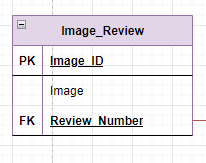 Image_Review
PK Image_ID
Image
FK Review_Number